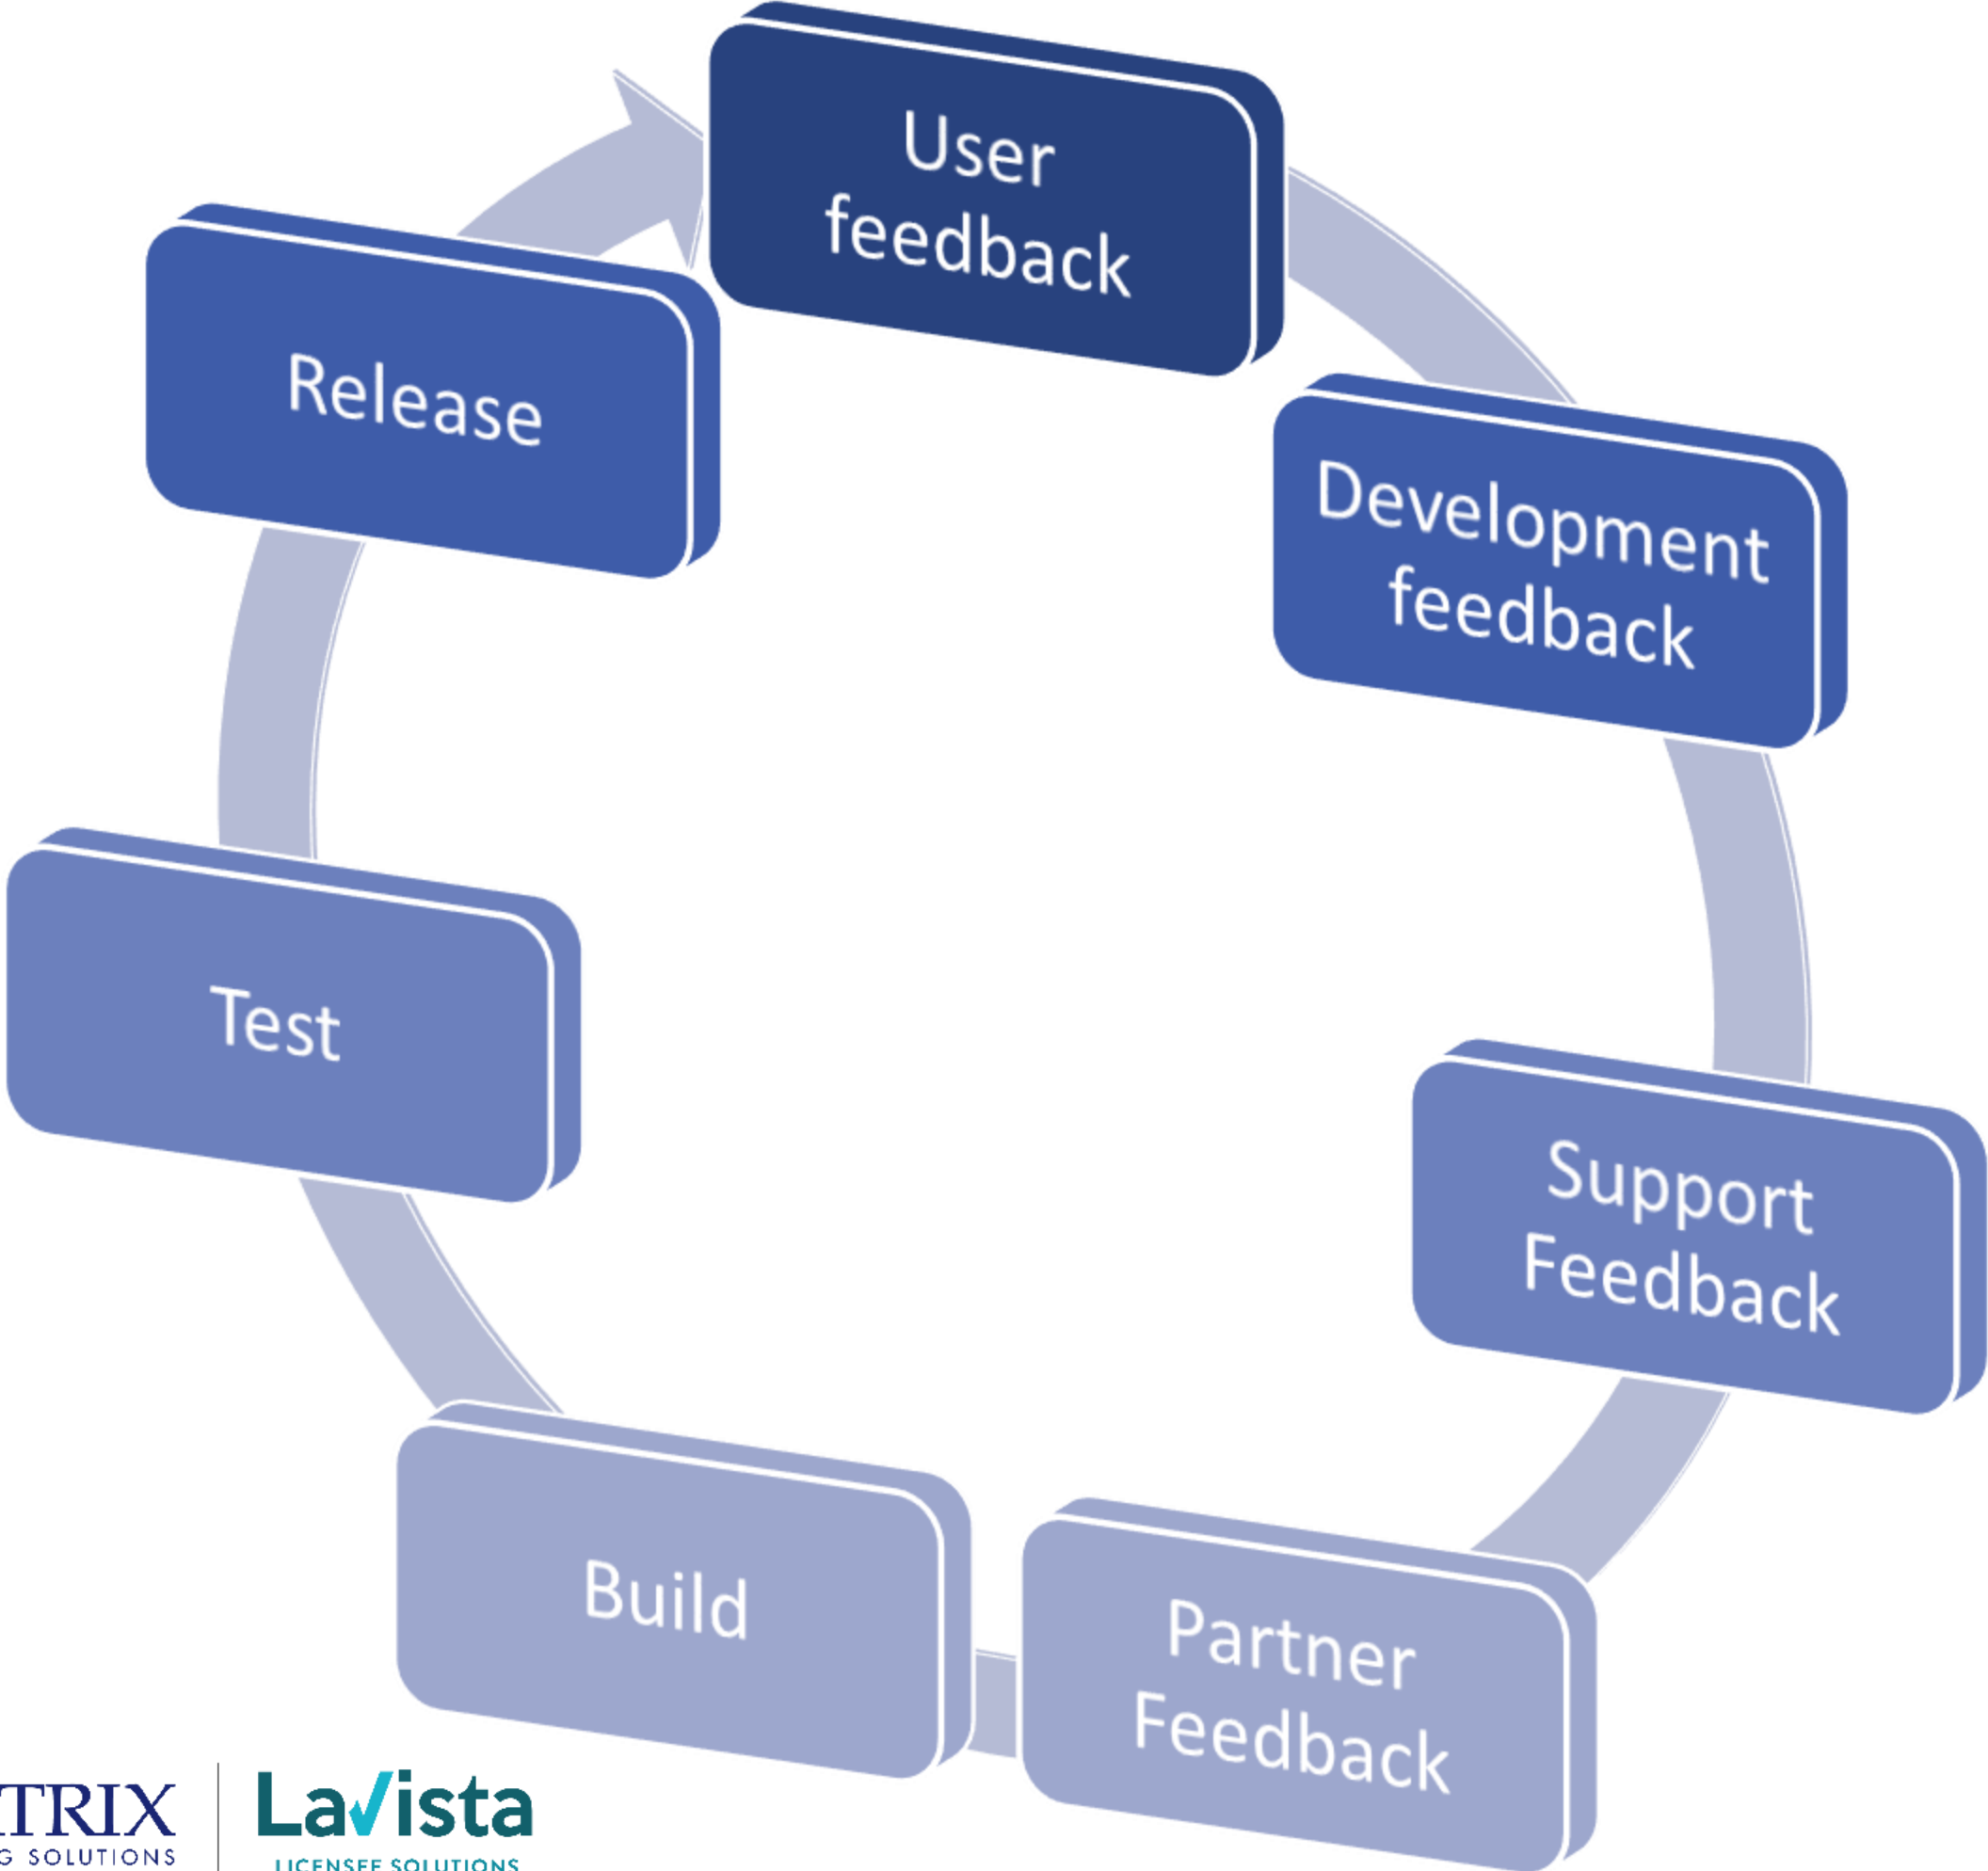 User
feedback
Development
feedback
Support
Feedback
Partner
Feedback
Build
Test
Release
TRIX
G SOLUTIONS
LaVista
LICENSEE SOLUTIONS